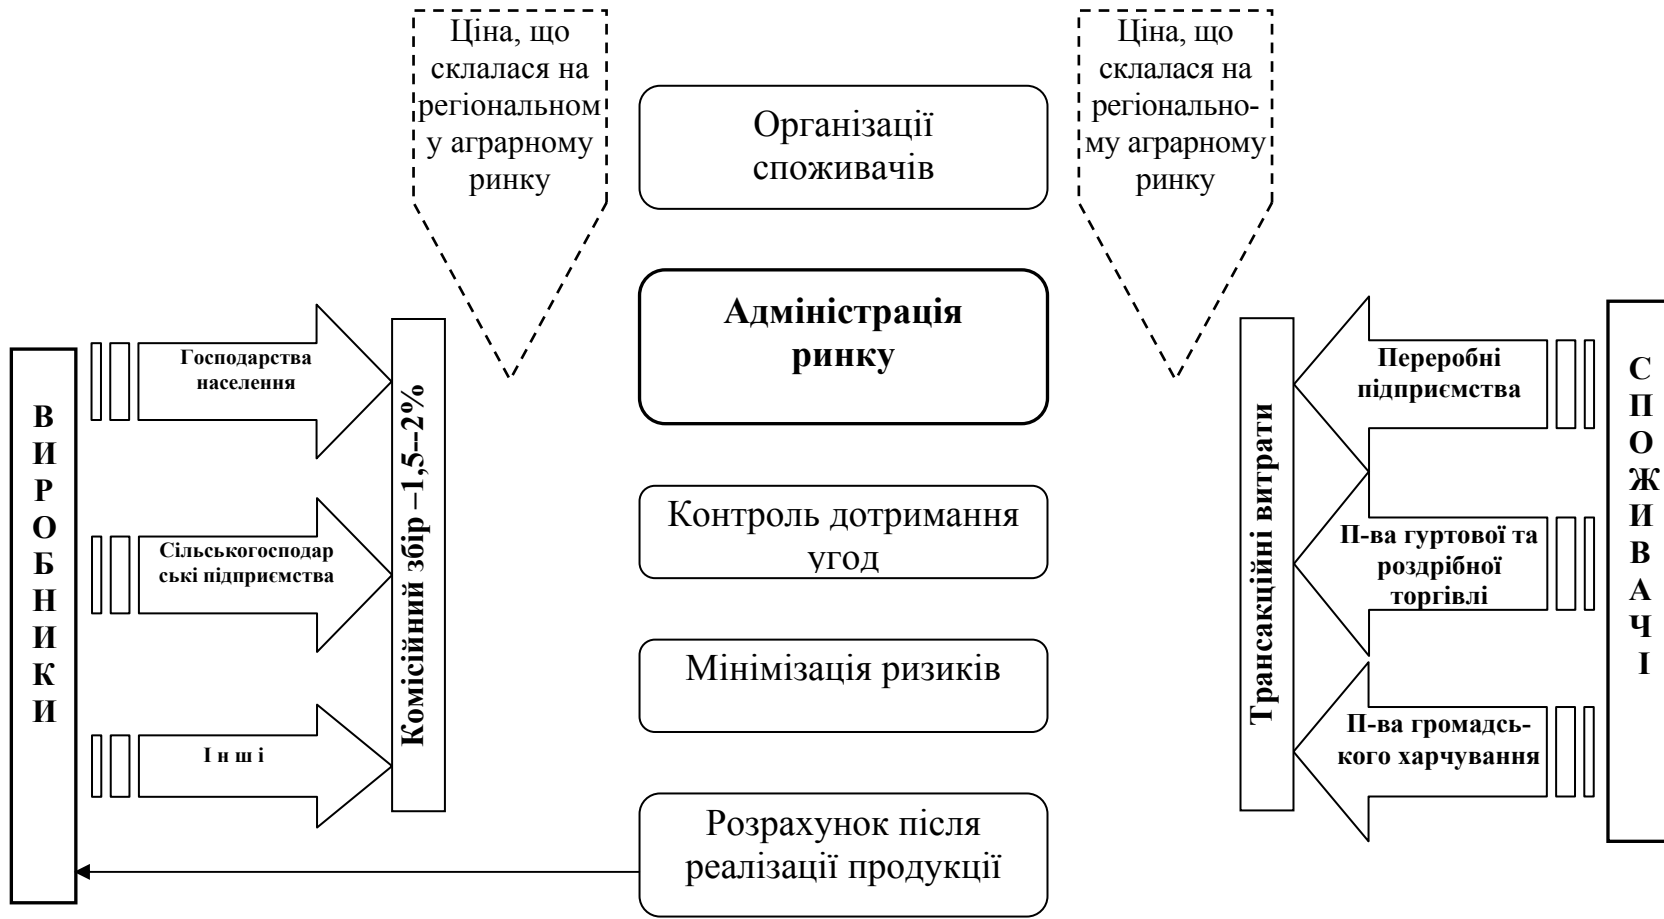 Ціна, що
склалася на
регіональном
у аграрному
ринку
Ціна, що
склалася на
регіонально-
му аграрному
ринку
Організації
споживачів
Адміністрація
ринку
Контроль дотримання
угод
Мінімізація ризиків
Розрахунок після
реалізації продукції
ВИРОБНИКИ
Господарства
населення
Сільськогосподар
ські підприємства
І н ш і
Комісійний збір –1,5--2%
Трансакційні витрати
Переробні
підприємства
П-ва гуртової та
роздрібної
торгівлі
П-ва громадсь-
кого харчування
СПОЖИВАЧІ